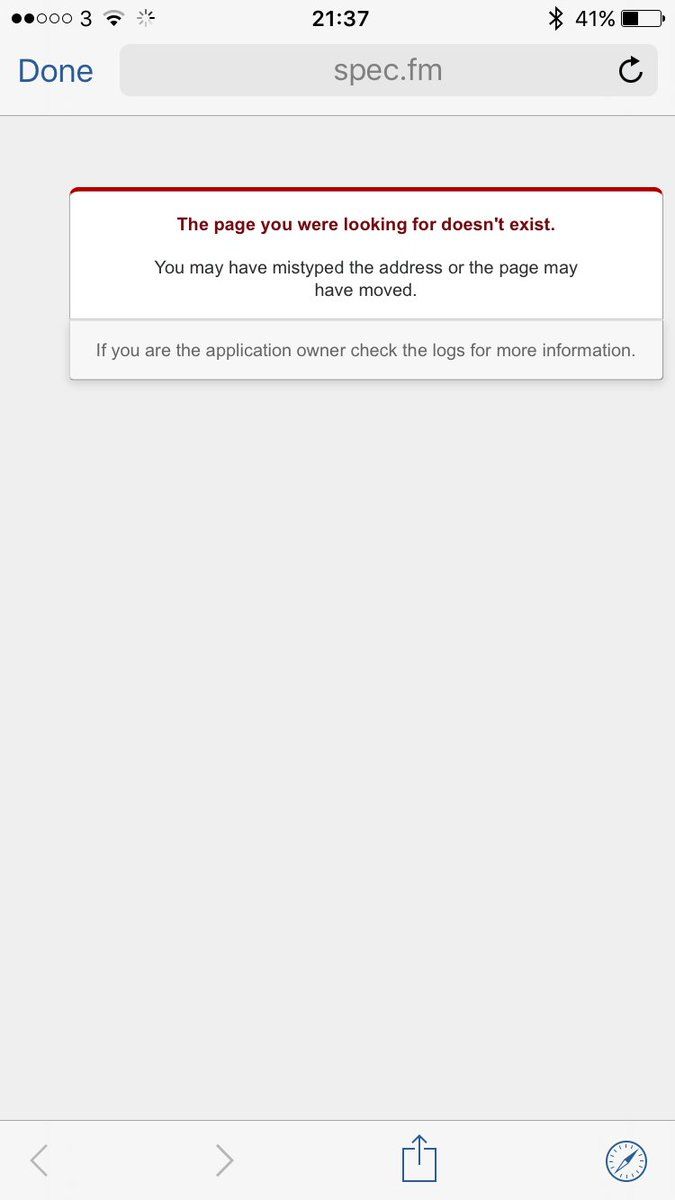 3 21:37 41%
Done spec.fm
The page you were looking for doesn't exist.
You may have mistyped the address or the page may
have moved.
If you are the application owner check the logs for more information.